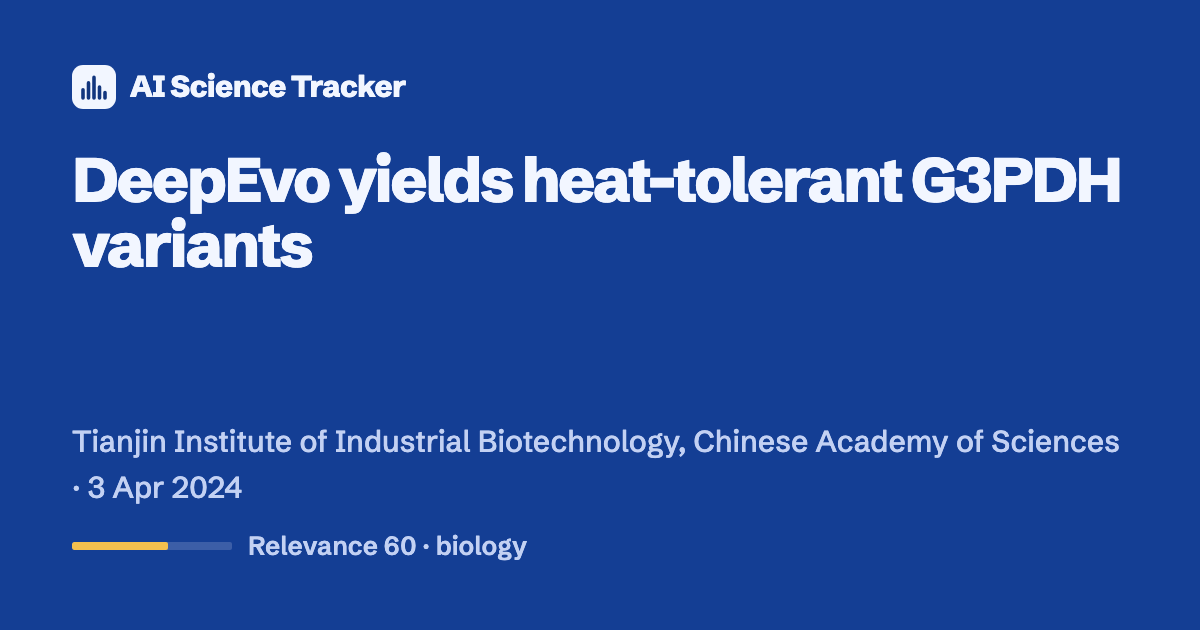 AI Science Tracker
DeepEvo yields heat-tolerant G3PDH
variants
Tianjin Institute of Industrial Biotechnology, Chinese Academy of Sciences
· 3 Apr 2024
Relevance 60 · biology